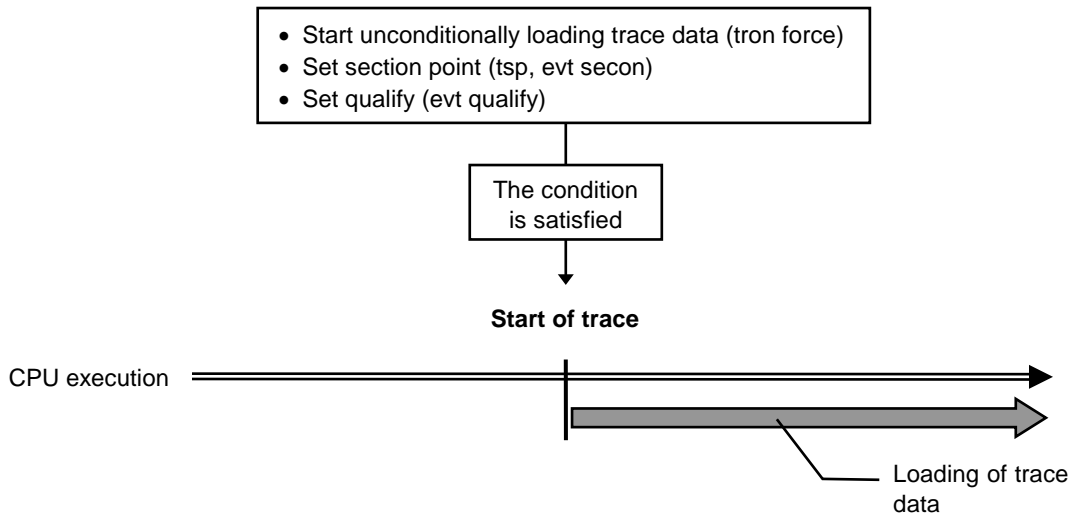 • Start unconditionally loading trace data (tron force)
• Set section point (tsp, evt secon)
• Set qualify (evt qualify)
The condition
is satisfied
Start of trace
CPU execution
Loading of trace
data